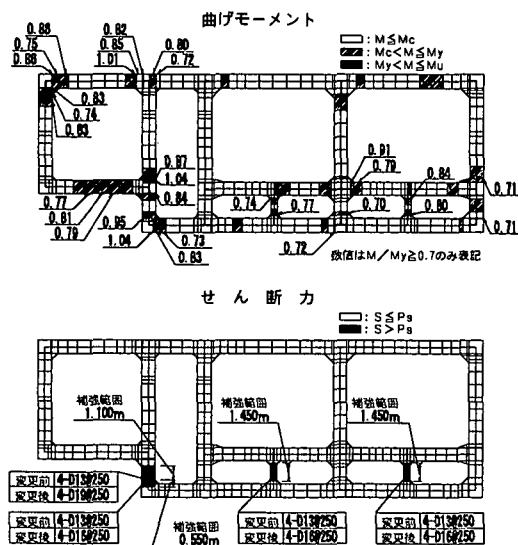 曲げモーメント
□: M≦Mc
▨: Mc<M≦My
■: My<M≦Mu
0.88
0.75
0.88
0.82
0.85
1.01
0.80
0.72
0.83
0.74
0.83
0.97
1.04
0.84
0.77
0.81
0.79
0.95
1.04
0.73
0.83
0.91
0.79
0.84
0.74
0.77
0.70
0.80
0.71
0.71
0.72
数値はM/My≧0.7のみ表記
せん断力
□: S≦Ps
■: S>Ps
補強範囲
1.100m
補強範囲
1.450m
補強範囲
1.450m
変更前 4-D13@250
変更後 4-D19@250
変更前 4-D13@250
変更後 4-D16@250
補強範囲
0.550m
変更前 4-D13@250
変更後 4-D16@250
変更前 4-D13@250
変更後 4-D16@250